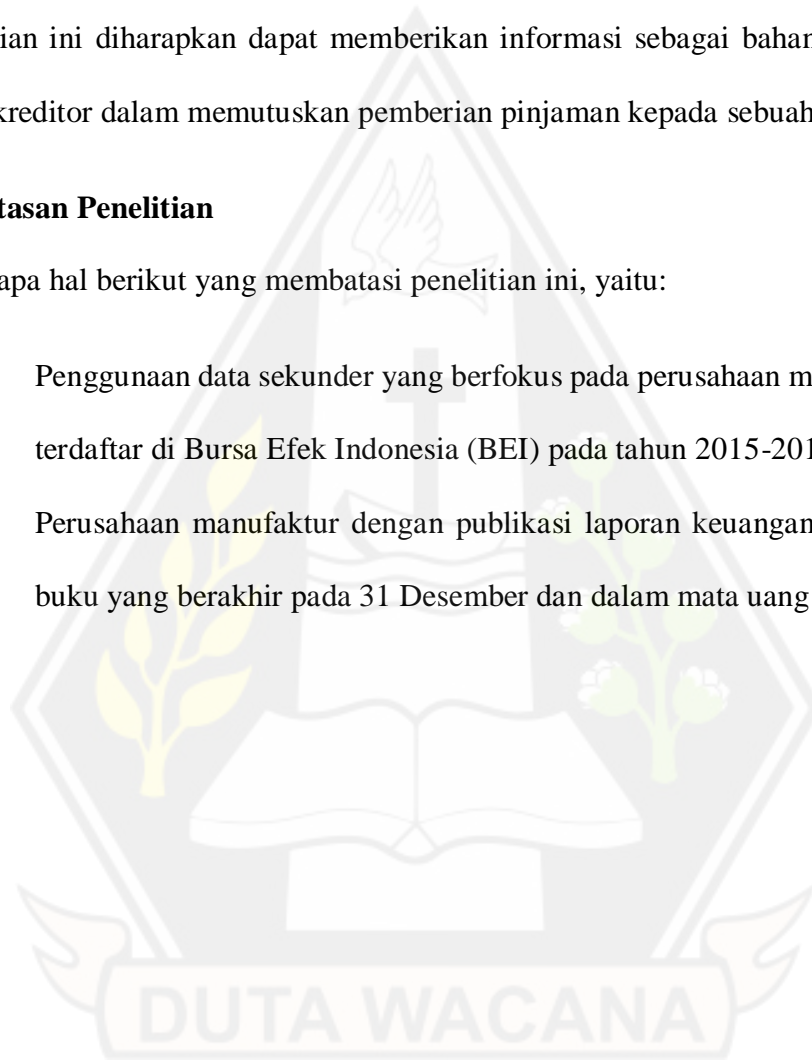 ian ini diharapkan dapat memberikan informasi sebagai bahan
kreditor dalam memutuskan pemberian pinjaman kepada sebuah
tasan Penelitian
apa hal berikut yang membatasi penelitian ini, yaitu:
Penggunaan data sekunder yang berfokus pada perusahaan m
terdaftar di Bursa Efek Indonesia (BEI) pada tahun 2015-201
Perusahaan manufaktur dengan publikasi laporan keuangan
buku yang berakhir pada 31 Desember dan dalam mata uang
DUTA WACANA